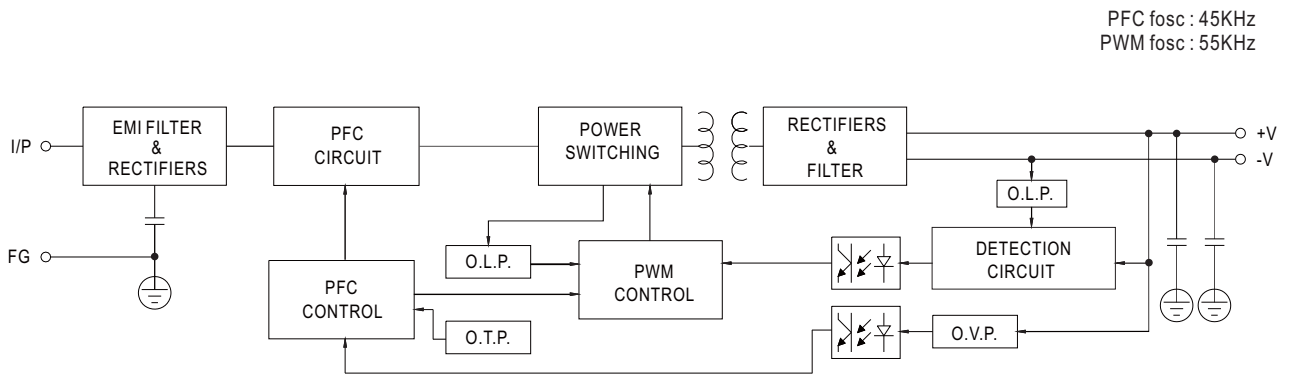 PFC fosc : 45KHz
PWM fosc : 55KHz
I/P
EMI FILTER
&
RECTIFIERS
PFC
CIRCUIT
POWER
SWITCHING
RECTIFIERS
&
FILTER
+V
-V
O.L.P.
FG
O.L.P.
PWM
CONTROL
DETECTION
CIRCUIT
PFC
CONTROL
O.T.P.
O.V.P.